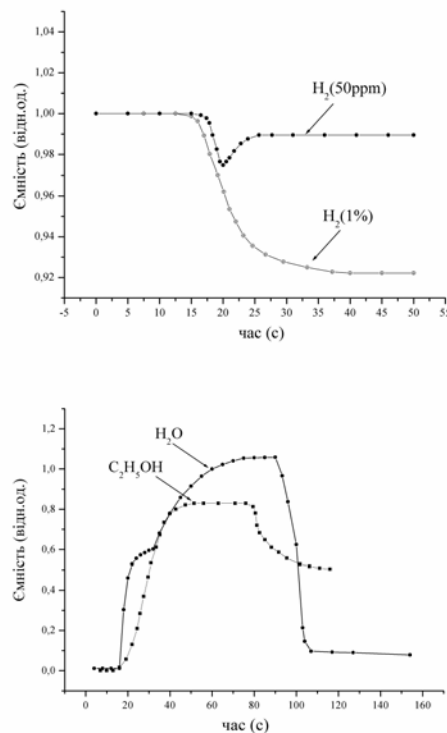 1,04
1,02
1,00
0,98
0,96
0,94
0,92
Ємність (відн.од.)
H₂(50ppm)
H₂(1%)
-5 0 5 10 15 20 25 30 35 40 45 50 55
час (с)
1,2
1,0
0,8
0,6
0,4
0,2
0,0
Ємність (відн.од.)
H₂O
C₂H₅OH
0 20 40 60 80 100 120 140 160
час (с)